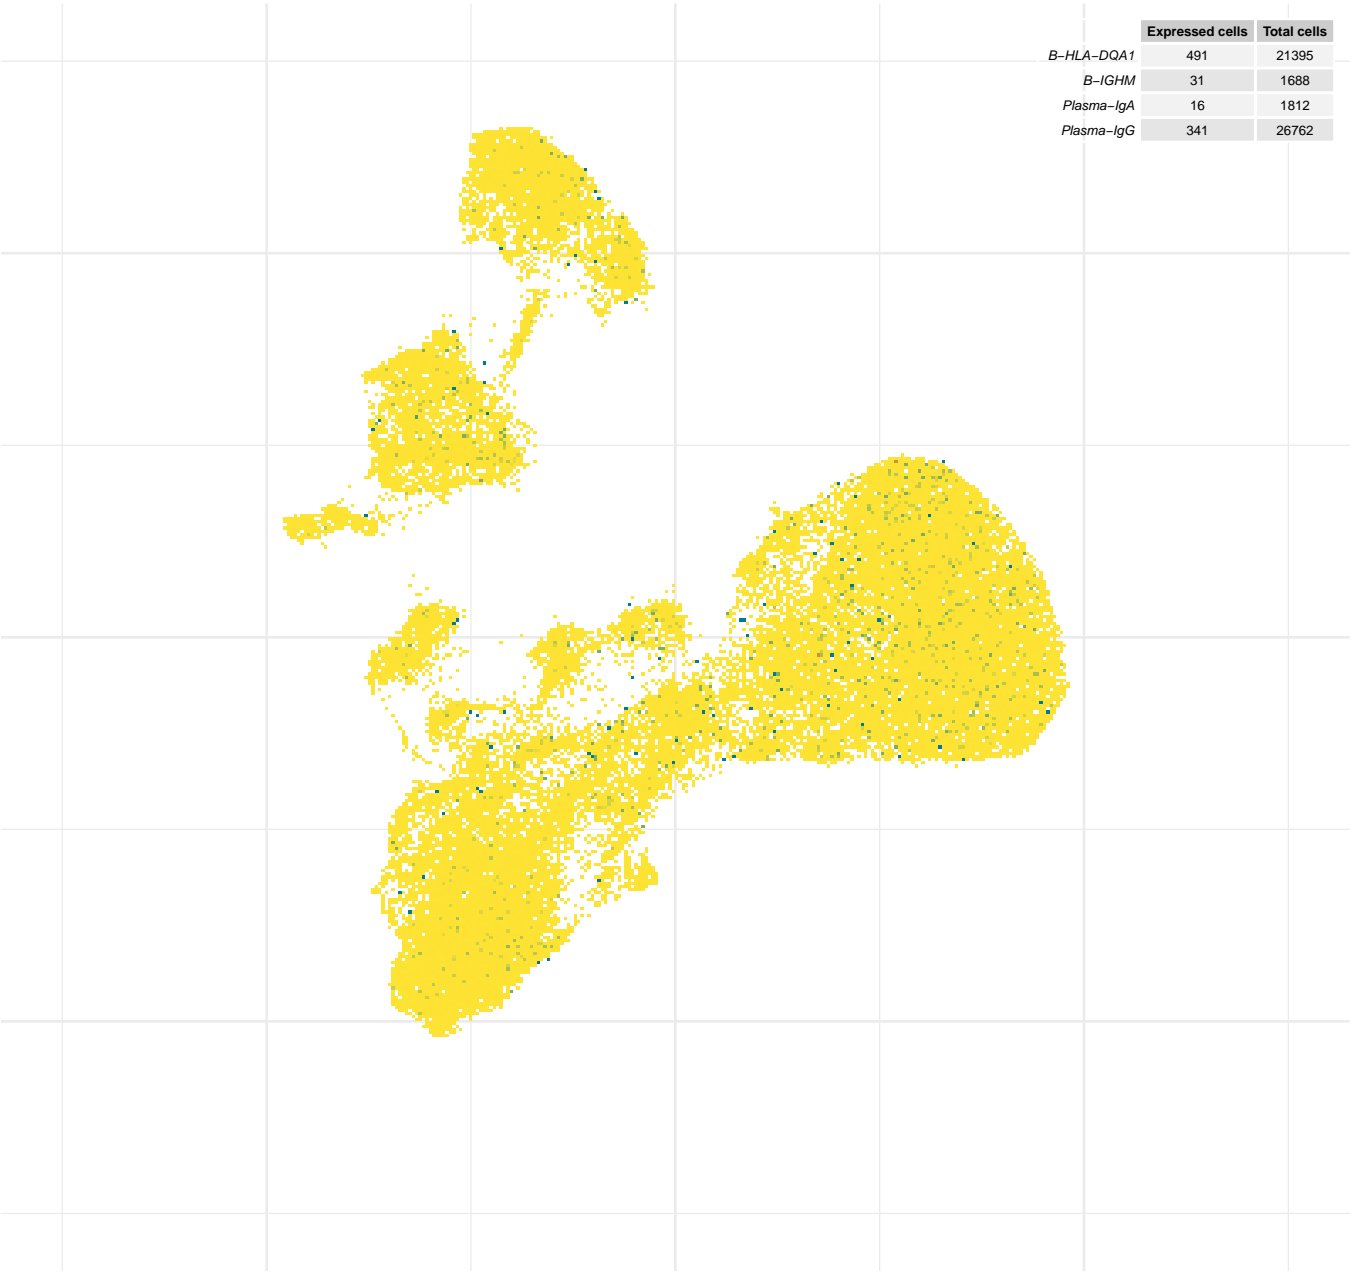 Expressed cells Total cells
B−HLA−DQA1 491 21395
B−IGHM 31 1688
Plasma−IgA 16 1812
Plasma−IgG 341 26762